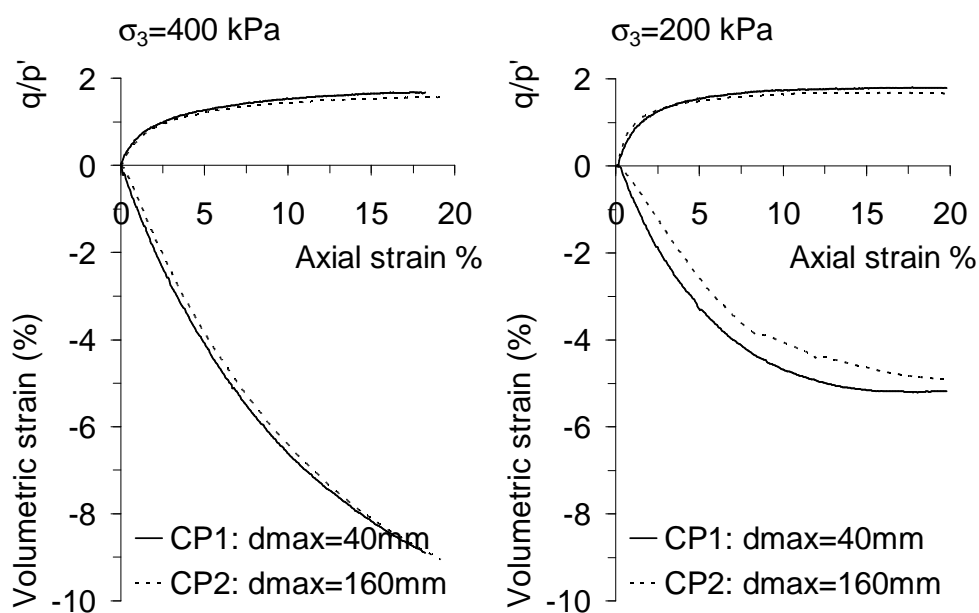 σ3=400 kPa
q/p'
2
0
0
5
10
15
20
Axial strain %
-2
-4
-6
-8
-10
Volumetric strain (%)
CP1: dmax=40mm
CP2: dmax=160mm
σ3=200 kPa
q/p'
2
0
0
5
10
15
20
Axial strain %
-2
-4
-6
-8
-10
Volumetric strain (%)
CP1: dmax=40mm
CP2: dmax=160mm